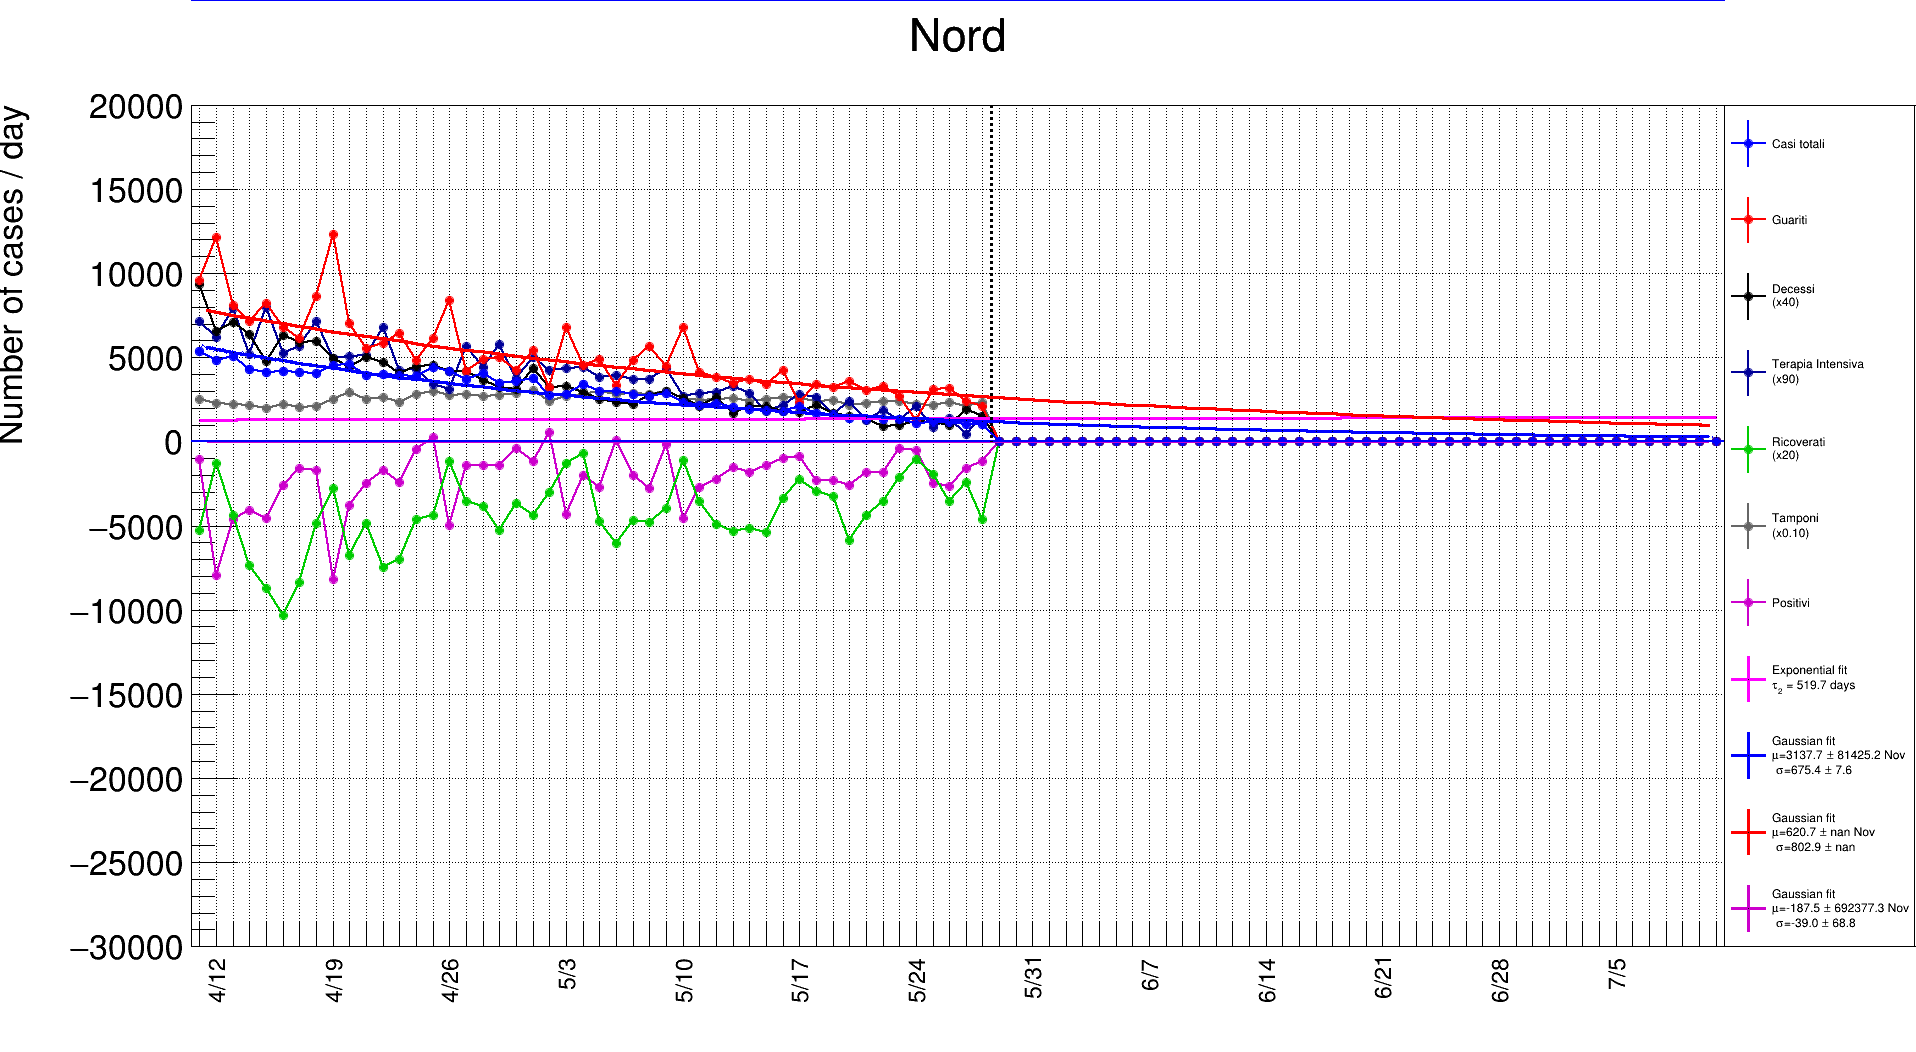 Nord
Number of cases / day
20000
15000
10000
5000
0
−5000
−10000
−15000
−20000
−25000
−30000
4/12
4/19
4/26
5/3
5/10
5/17
5/24
5/31
6/7
6/14
6/21
6/28
7/5
Casi totali
Guariti
Decessi
(x40)
Terapia Intensiva
(x90)
Ricoverati
(x20)
Tamponi
(x0.10)
Positivi
Exponential fit
τ2 = 519.7 days
Gaussian fit
μ=3137.7 ± 81425.2 Nov
σ=675.4 ± 7.6
Gaussian fit
μ=620.7 ± nan Nov
σ=802.9 ± nan
Gaussian fit
μ=-187.5 ± 692377.3 Nov
σ=-39.0 ± 68.8